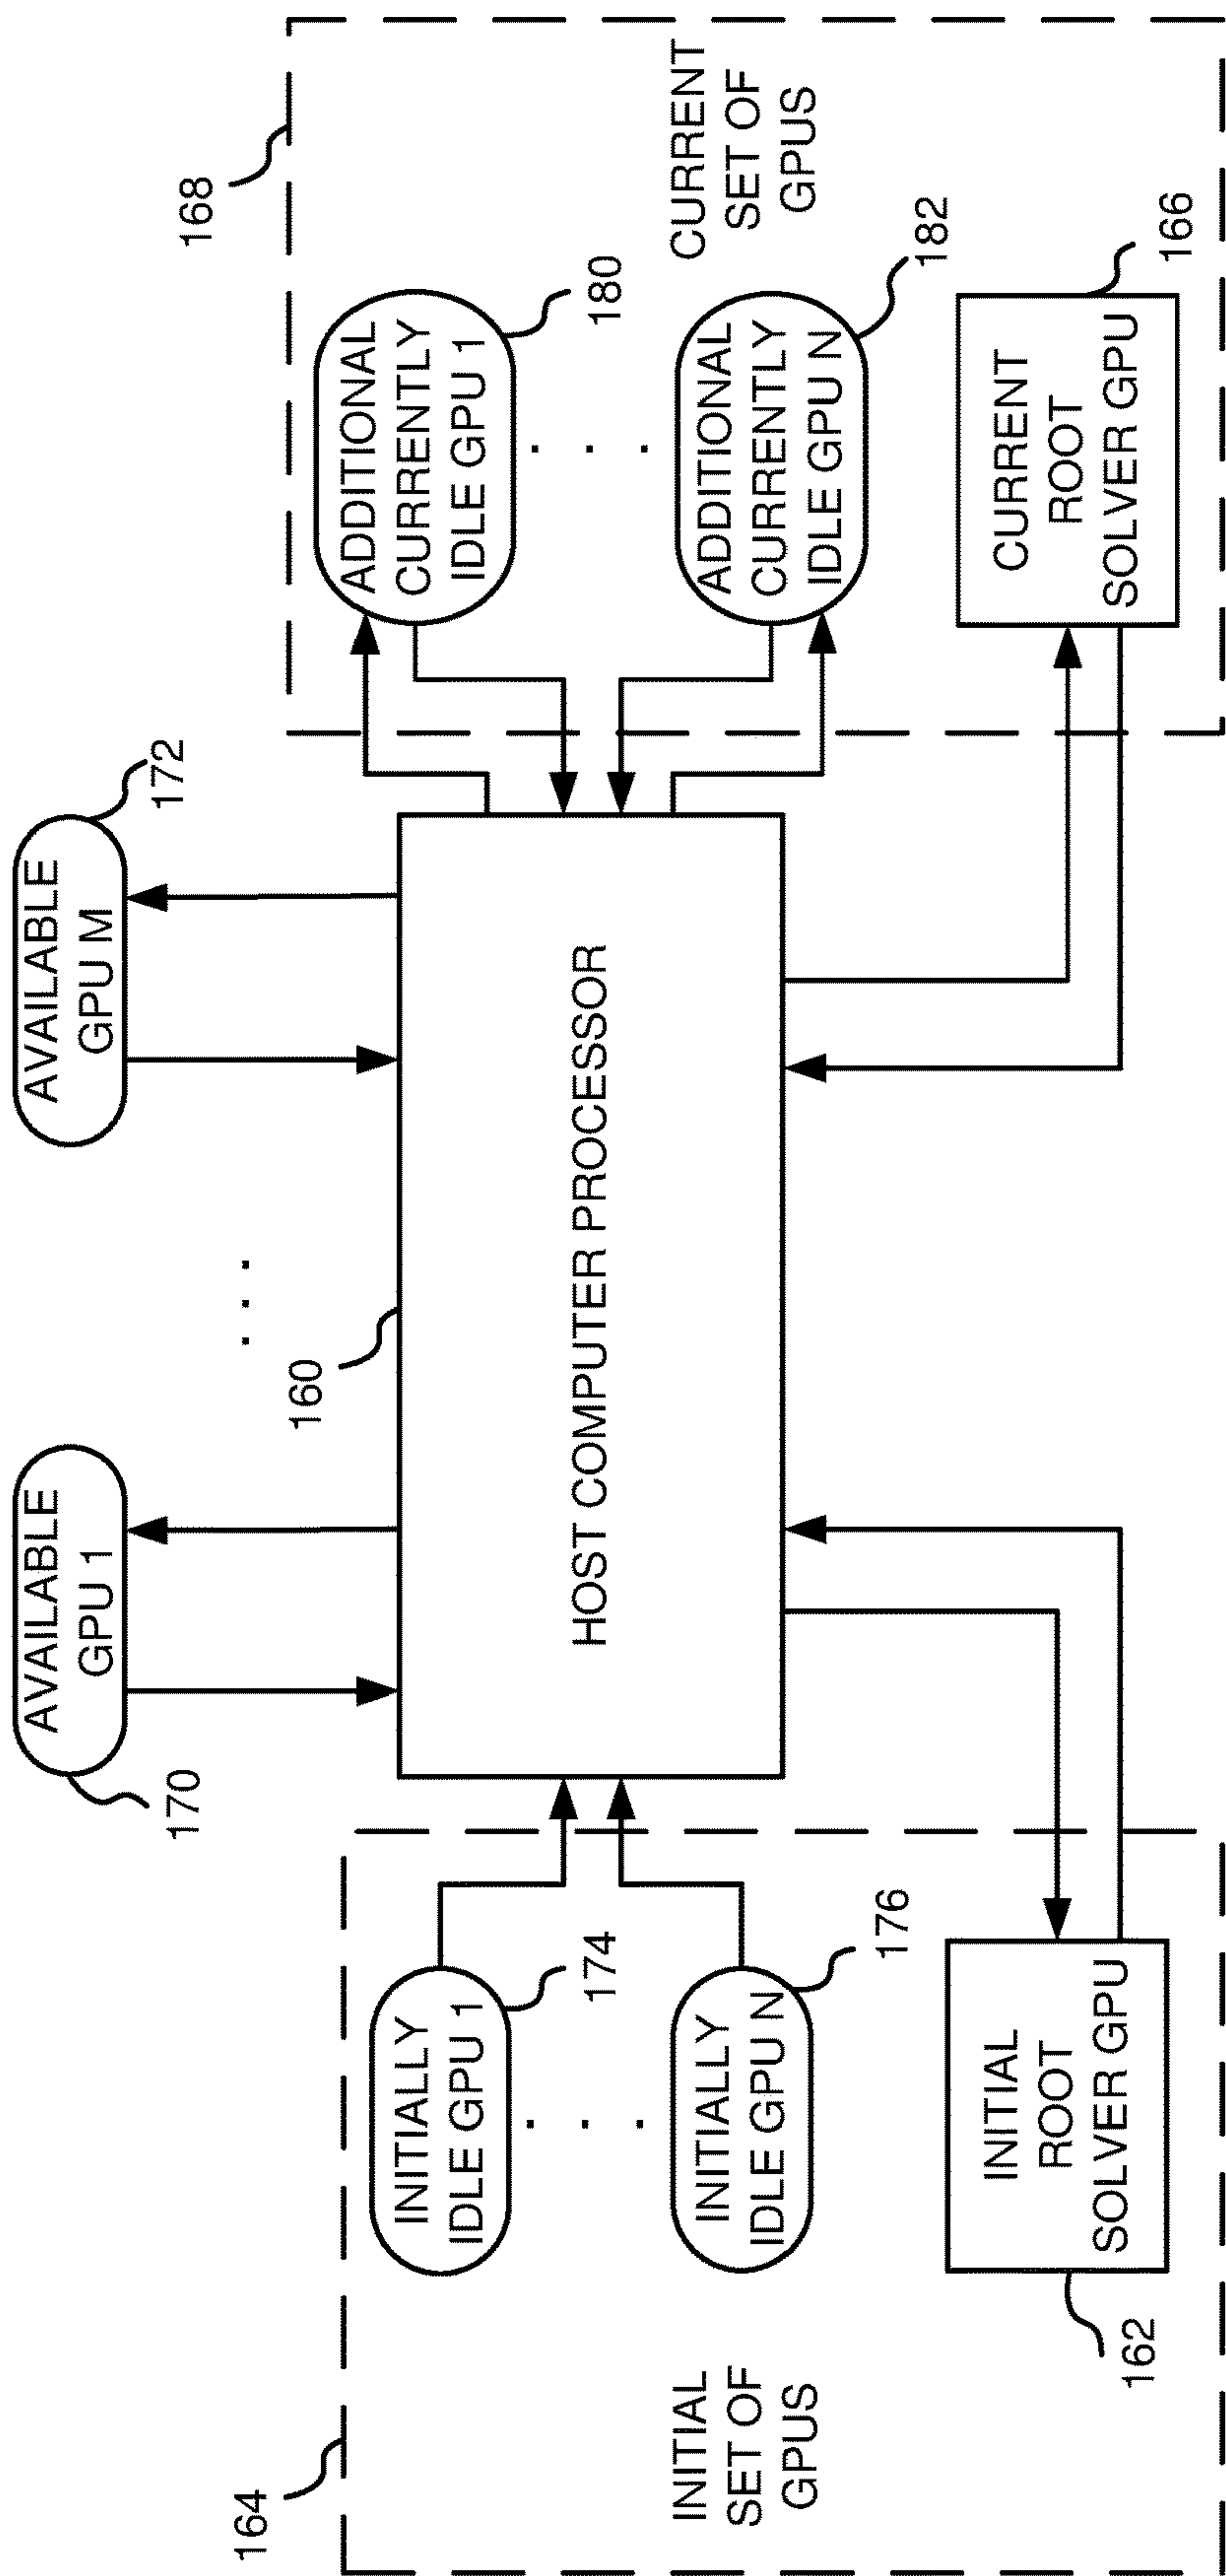 AVAILABLE
GPU 1
170
AVAILABLE
GPU M
172
. . .
164
160
168
INITIALLY
IDLE GPU 1
174
. . .
INITIALLY
IDLE GPU N
176
INITIAL
SET OF
GPUS
INITIAL
ROOT
SOLVER GPU
162
HOST COMPUTER PROCESSOR
ADDITIONAL
CURRENTLY
IDLE GPU 1
180
. . .
ADDITIONAL
CURRENTLY
IDLE GPU N
182
CURRENT
SET OF
GPUS
CURRENT
ROOT
SOLVER GPU
166